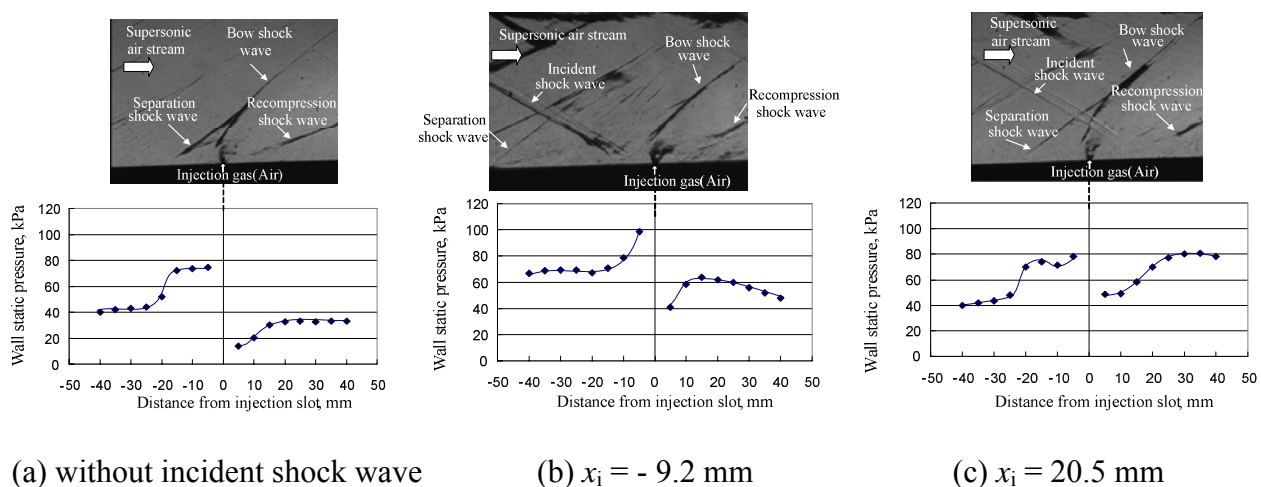 Supersonic
air stream
Bow shock
wave
Separation
shock wave
Recompression
shock wave
Injection gas(Air)
Wall static pressure, kPa
120
100
80
60
40
20
0
-50 -40 -30 -20 -10 0 10 20 30 40 50
Distance from injection slot, mm
(a) without incident shock wave
Supersonic air stream
Bow shock
wave
Incident
shock wave
Recompression
shock wave
Separation
shock wave
Injection gas(Air)
Wall static pressure, kPa
120
100
80
60
40
20
0
-50 -40 -30 -20 -10 0 10 20 30 40 50
Distance from injection slot, mm
(b) xi = - 9.2 mm
Supersonic
air stream
Bow shock
wave
Incident
shock wave
Recompression
shock wave
Separation
shock wave
Injection gas(Air)
Wall static pressure, kPa
120
100
80
60
40
20
0
-50 -40 -30 -20 -10 0 10 20 30 40 50
Distance from injection slot, mm
(c) xi = 20.5 mm